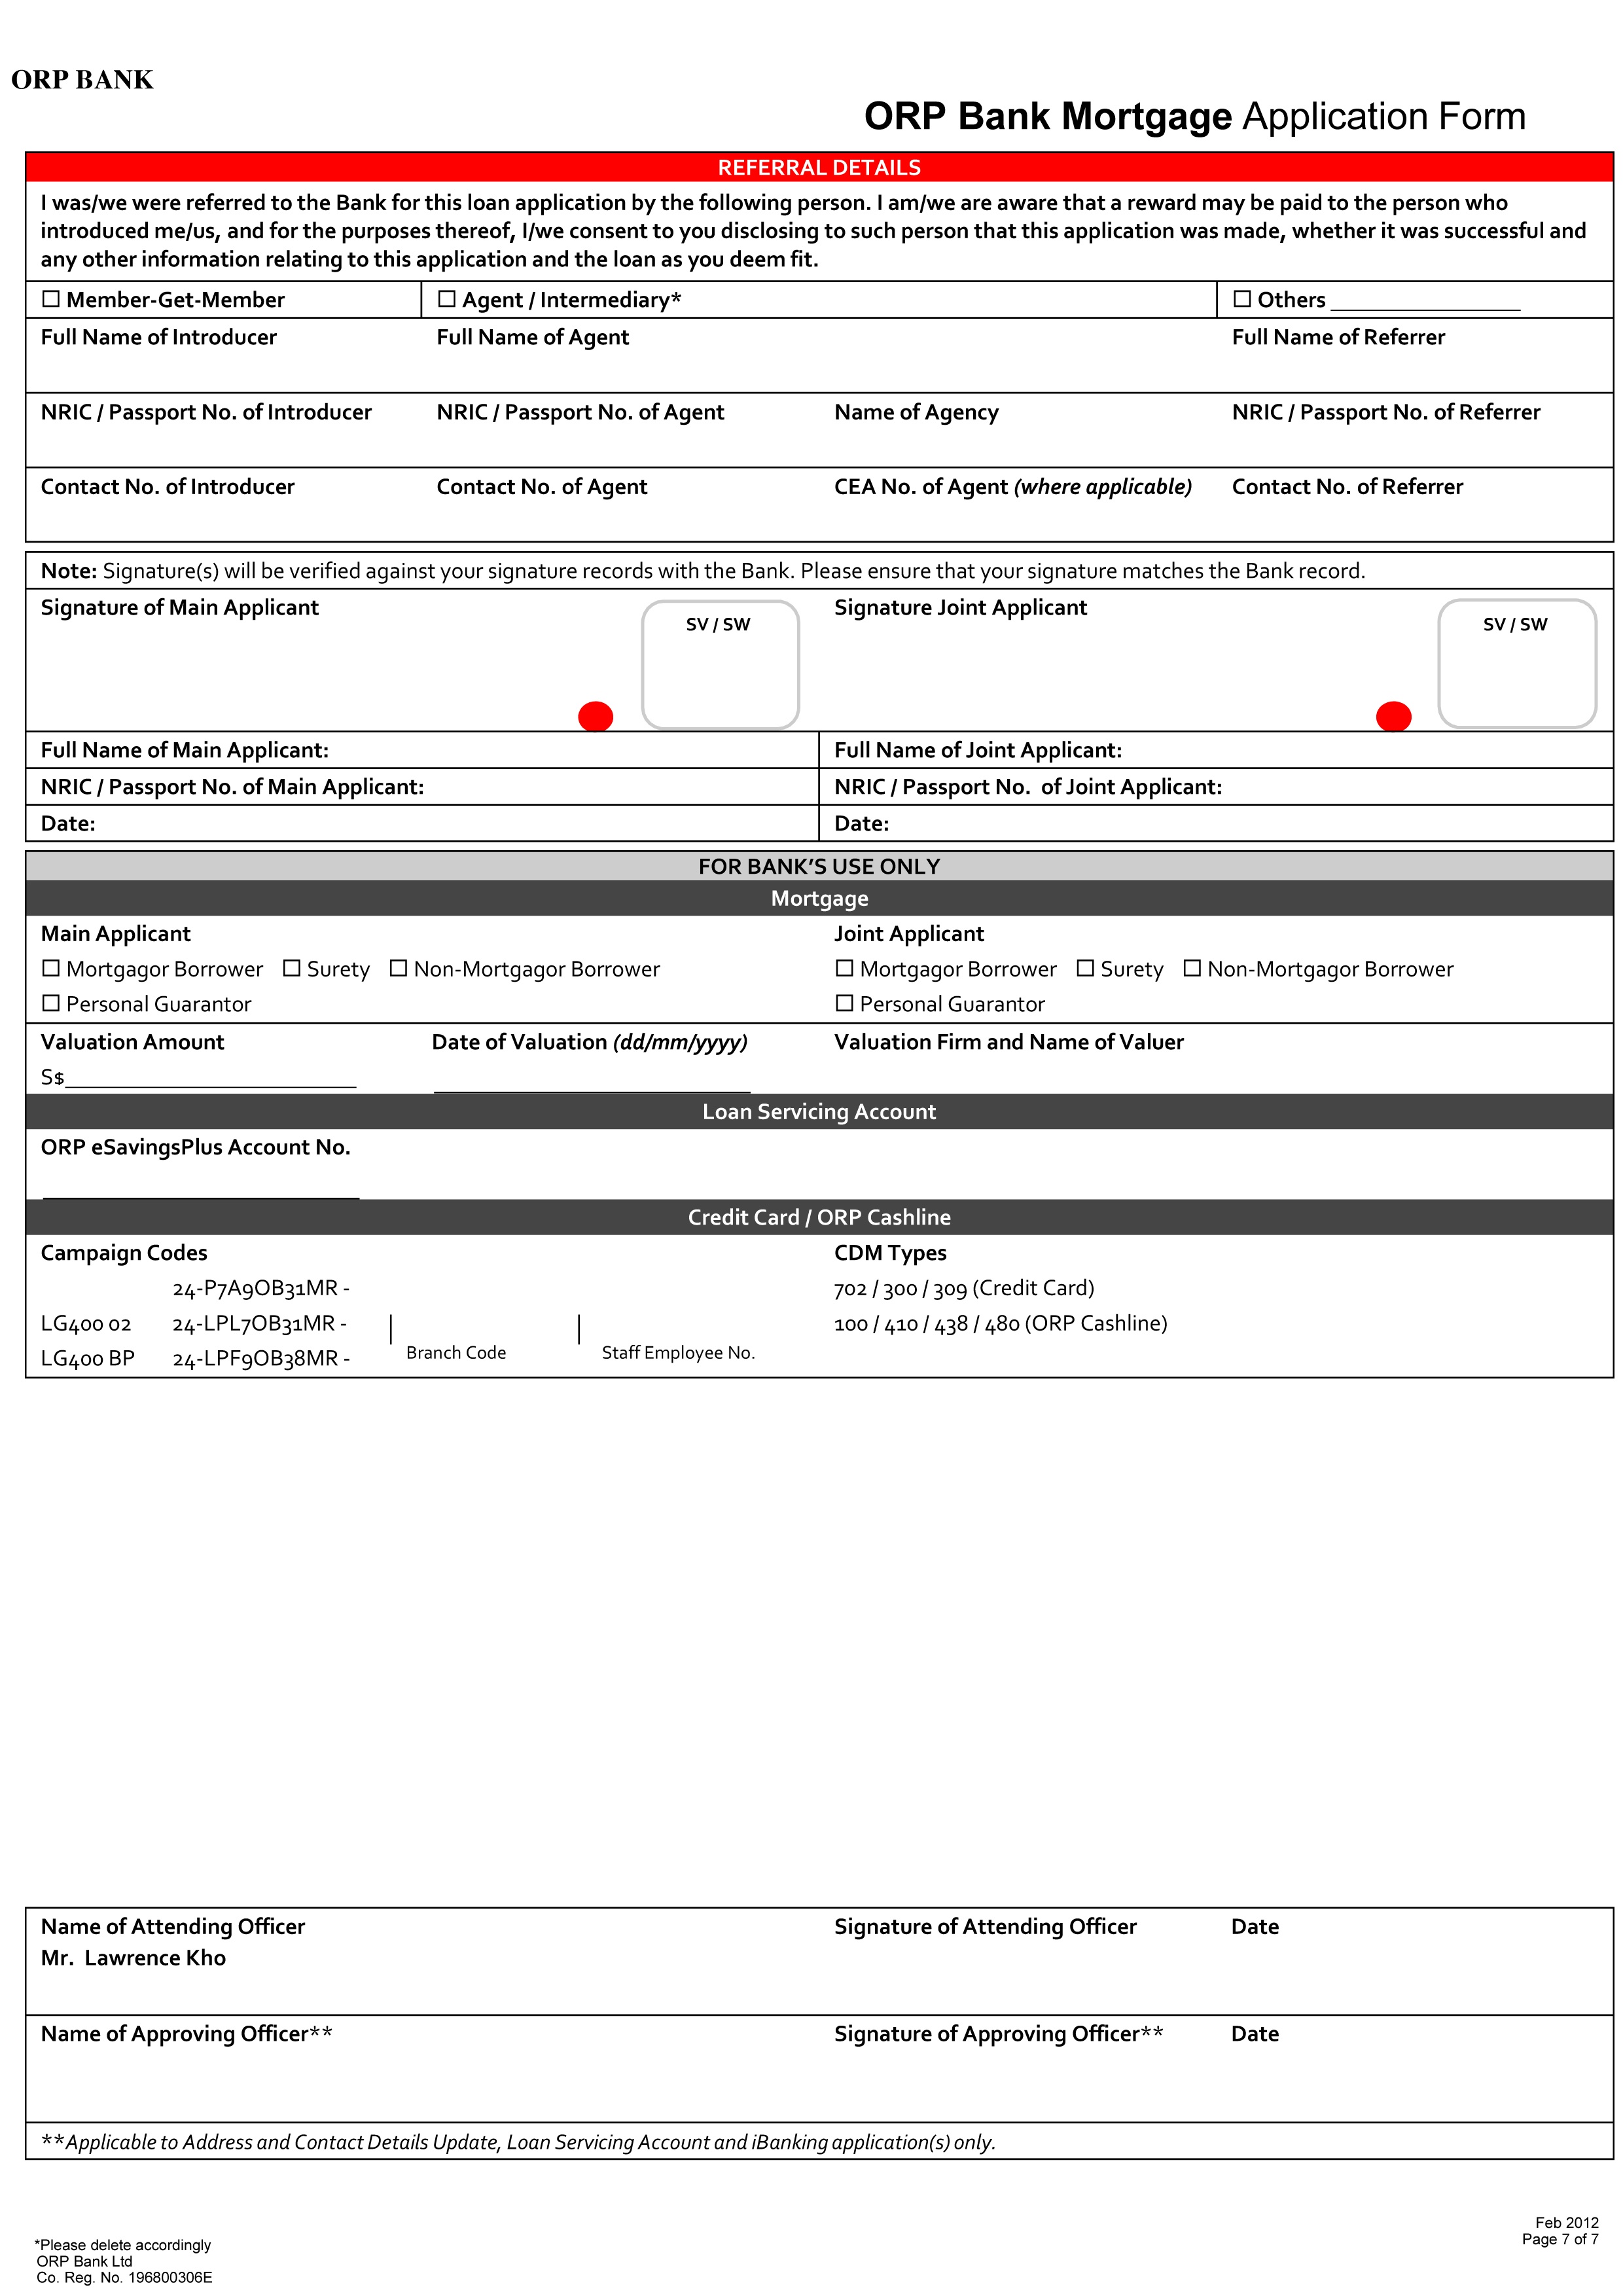 ORP BANK
ORP Bank Mortgage Application Form
REFERRAL DETAILS
I was/we were referred to the Bank for this loan application by the following person. I am/we are aware that a reward may be paid to the person who
introduced me/us, and for the purposes thereof, I/we consent to you disclosing to such person that this application was made, whether it was successful and
any other information relating to this application and the loan as you deem fit.
☐ Member-Get-Member ☐ Agent / Intermediary* ☐ Others ________________
Full Name of Introducer Full Name of Agent Full Name of Referrer
NRIC / Passport No. of Introducer NRIC / Passport No. of Agent Name of Agency NRIC / Passport No. of Referrer
Contact No. of Introducer Contact No. of Agent CEA No. of Agent (where applicable) Contact No. of Referrer
Note: Signature(s) will be verified against your signature records with the Bank. Please ensure that your signature matches the Bank record.
Signature of Main Applicant SV / SW Signature Joint Applicant SV / SW
Full Name of Main Applicant: Full Name of Joint Applicant:
NRIC / Passport No. of Main Applicant: NRIC / Passport No. of Joint Applicant:
Date: Date:
FOR BANK'S USE ONLY
Mortgage
Main Applicant Joint Applicant
☐ Mortgagor Borrower ☐ Surety ☐ Non-Mortgagor Borrower ☐ Mortgagor Borrower ☐ Surety ☐ Non-Mortgagor Borrower
☐ Personal Guarantor ☐ Personal Guarantor
Valuation Amount Date of Valuation (dd/mm/yyyy) Valuation Firm and Name of Valuer
S$________________________
Loan Servicing Account
ORP eSavingsPlus Account No.
Credit Card / ORP Cashline
Campaign Codes CDM Types
24-P7A9OB31MR - 702 / 300 / 309 (Credit Card)
LG400 02 24-LPL7OB31MR - 100 / 410 / 438 / 480 (ORP Cashline)
LG400 BP 24-LPF9OB38MR - Branch Code Staff Employee No.
Name of Attending Officer Signature of Attending Officer Date
Mr. Lawrence Kho
Name of Approving Officer** Signature of Approving Officer** Date
**Applicable to Address and Contact Details Update, Loan Servicing Account and iBanking application(s) only.
Feb 2012
Page 7 of 7
*Please delete accordingly
ORP Bank Ltd
Co. Reg. No. 196800306E